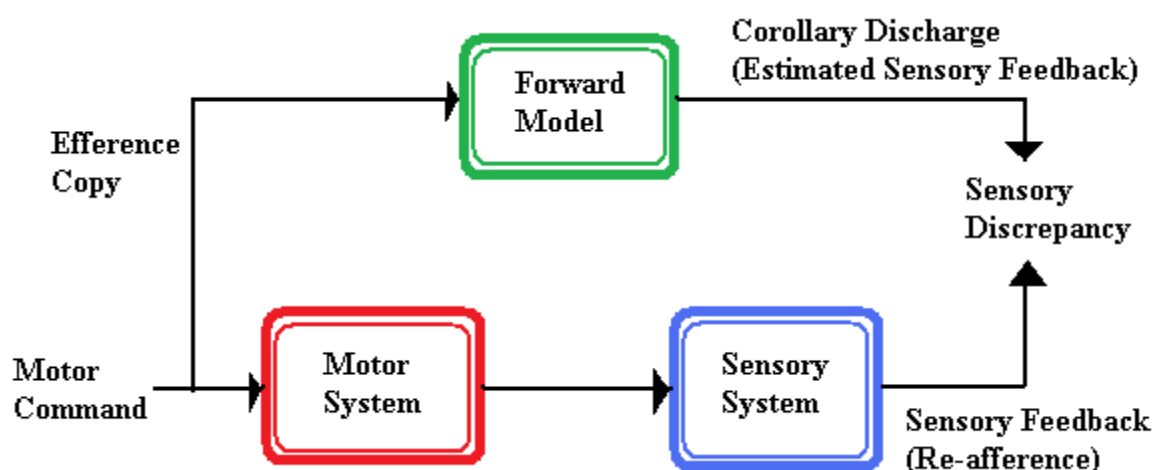 Corollary Discharge
(Estimated Sensory Feedback)
Forward
Model
Efference
Copy
Sensory
Discrepancy
Motor
Command
Motor
System
Sensory
System
Sensory Feedback
(Re-afference)